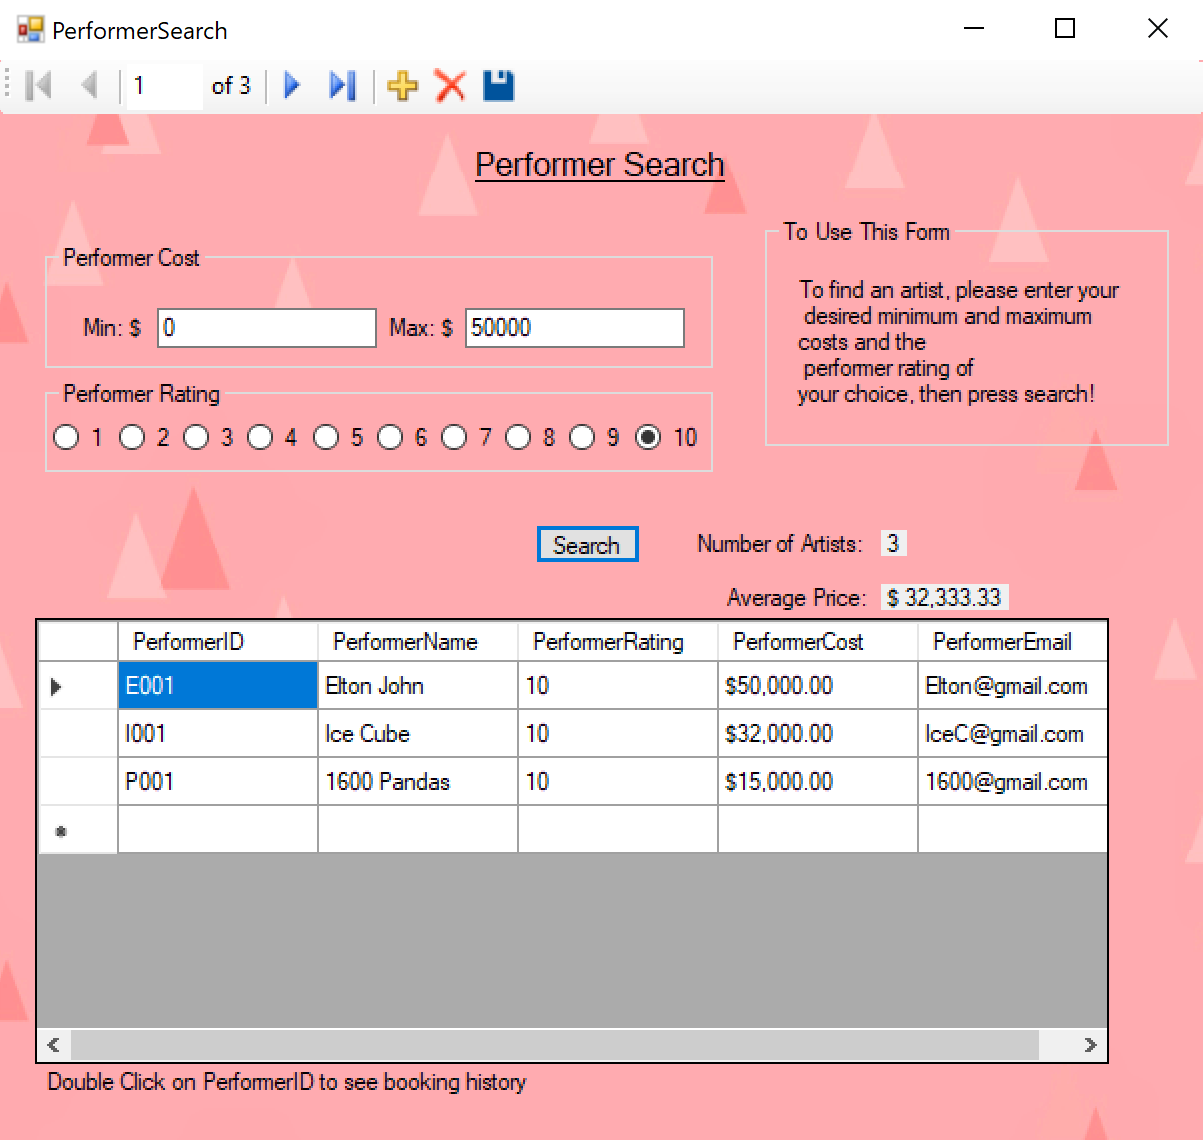 PerformerSearch
1 of 3
Performer Search
To Use This Form
To find an artist, please enter your
desired minimum and maximum
costs and the
performer rating of
your choice, then press search!
Performer Cost
Min: $ 0 Max: $ 50000
Performer Rating
1 2 3 4 5 6 7 8 9 10
Search Number of Artists: 3
Average Price: $ 32,333.33
PerformerID PerformerName PerformerRating PerformerCost PerformerEmail
E001 Elton John 10 $50,000.00 Elton@gmail.com
I001 Ice Cube 10 $32,000.00 IceC@gmail.com
P001 1600 Pandas 10 $15,000.00 1600@gmail.com
Double Click on PerformerID to see booking history